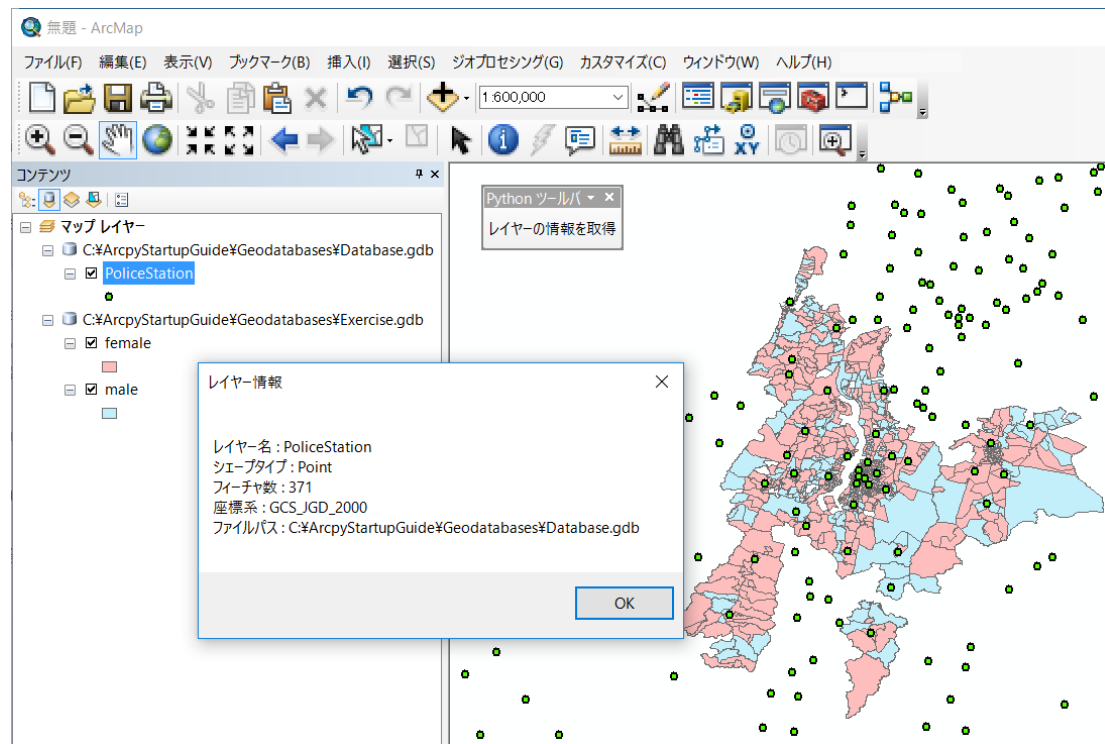 無題 - ArcMap
ファイル(F) 編集(E) 表示(V) ブックマーク(B) 挿入(I) 選択(S) ジオプロセシング(G) カスタマイズ(C) ウィンドウ(W) ヘルプ(H)
1:600,000
XY
コンテンツ
マップ レイヤー
C:¥ArcpyStartupGuide¥Geodatabases¥Database.gdb
PoliceStation
C:¥ArcpyStartupGuide¥Geodatabases¥Exercise.gdb
female
male
Python ツールバ
レイヤーの情報を取得
レイヤー情報
レイヤー名 : PoliceStation
シェープタイプ : Point
フィーチャ数 : 371
座標系 : GCS_JGD_2000
ファイルパス : C:¥ArcpyStartupGuide¥Geodatabases¥Database.gdb
OK